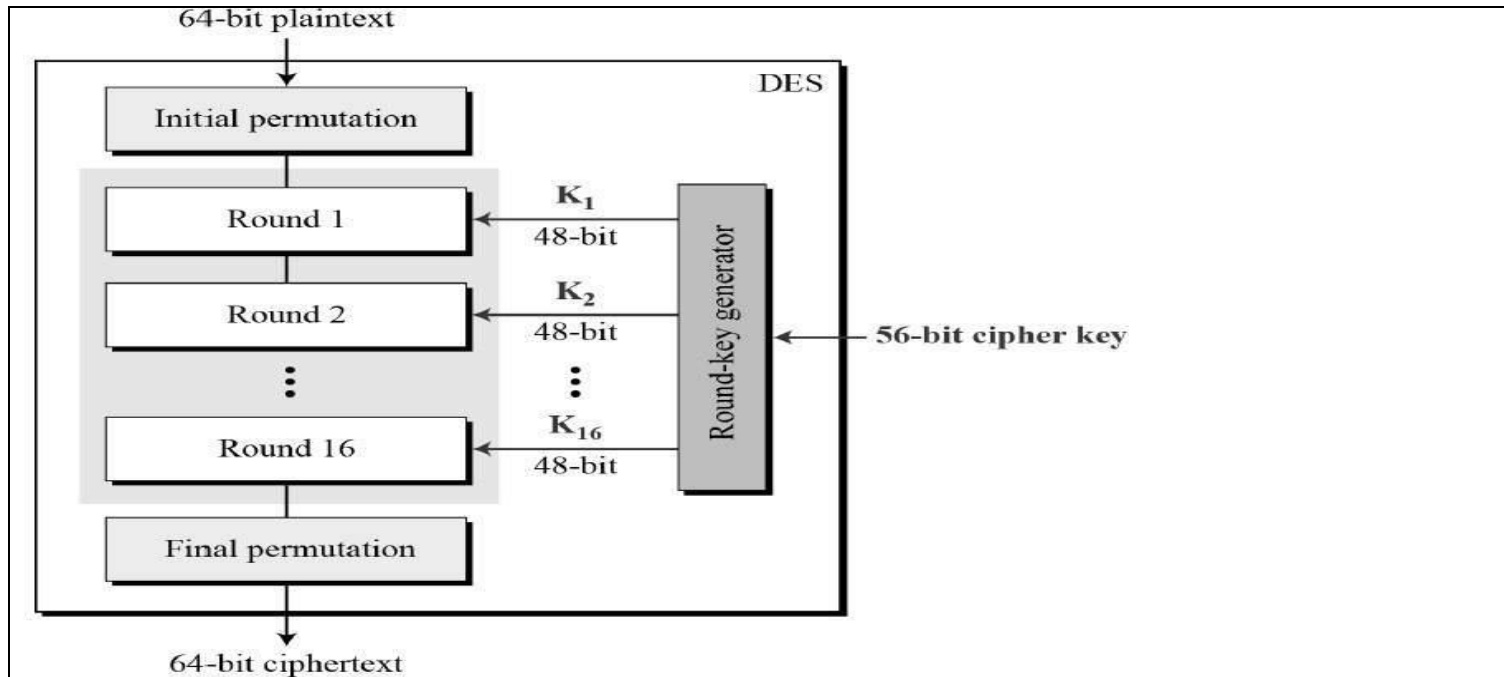 64-bit plaintext
DES
Initial permutation
Round 1
K1
48-bit
Round 2
K2
48-bit
Round-key generator
56-bit cipher key
Round 16
K16
48-bit
Final permutation
64-bit ciphertext